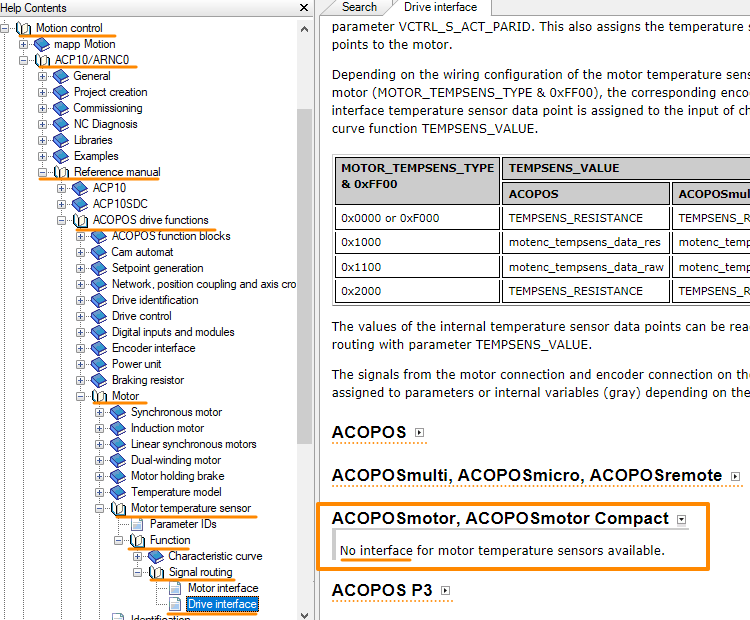 Help Contents
Motion control
mapp Motion
ACP10/ARNC0
General
Project creation
Commissioning
NC Diagnosis
Libraries
Examples
Reference manual
ACP10
ACP10SDC
ACOPOS drive functions
ACOPOS function blocks
Cam automat
Setpoint generation
Network, position coupling and axis cro
Drive identification
Drive control
Digital inputs and modules
Encoder interface
Power unit
Braking resistor
Motor
Synchronous motor
Induction motor
Linear synchronous motors
Dual-winding motor
Motor holding brake
Temperature model
Motor temperature sensor
Parameter IDs
Function
Characteristic curve
Signal routing
Motor interface
Drive interface
Identification
Search Drive interface
parameter VCTRL_S_ACT_PARID. This also assigns the temperature s
points to the motor.
Depending on the wiring configuration of the motor temperature sens
motor (MOTOR_TEMPSENS_TYPE & 0xFF00), the corresponding enco
interface temperature sensor data point is assigned to the input of ch
curve function TEMPSENS_VALUE.
MOTOR_TEMPSENS_TYPE TEMPSENS_VALUE
& 0xFF00
ACOPOS ACOPOSmul
0x0000 or 0xF000 TEMPSENS_RESISTANCE TEMPSENS_R
0x1000 motenc_tempsens_data_res motenc_temp
0x1100 motenc_tempsens_data_raw motenc_temp
0x2000 TEMPSENS_RESISTANCE TEMPSENS_R
The values of the internal temperature sensor data points can be rea
routing with parameter TEMPSENS_VALUE.
The signals from the motor connection and encoder connection on the
assigned to parameters or internal variables (gray) depending on the
ACOPOS
ACOPOSmulti, ACOPOSmicro, ACOPOSremote
ACOPOSmotor, ACOPOSmotor Compact
No interface for motor temperature sensors available.
ACOPOS P3